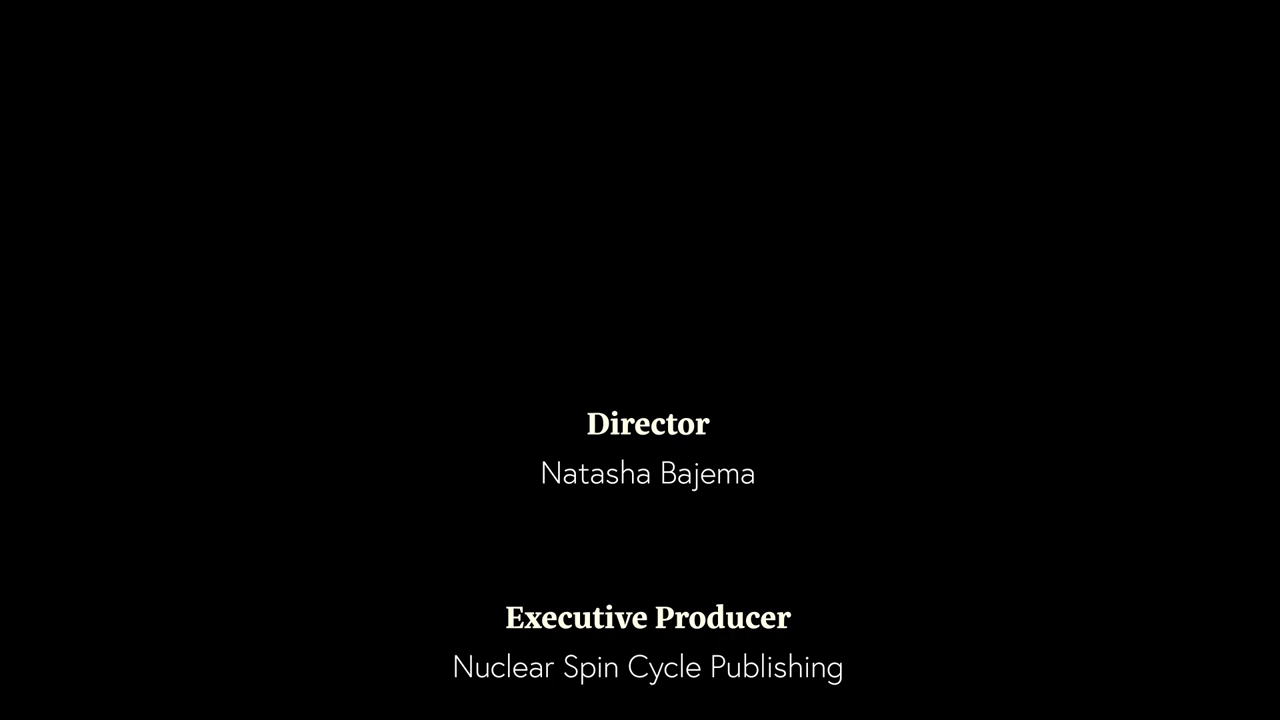 Director
Natasha Bajema
Executive Producer
Nuclear Spin Cycle Publishing